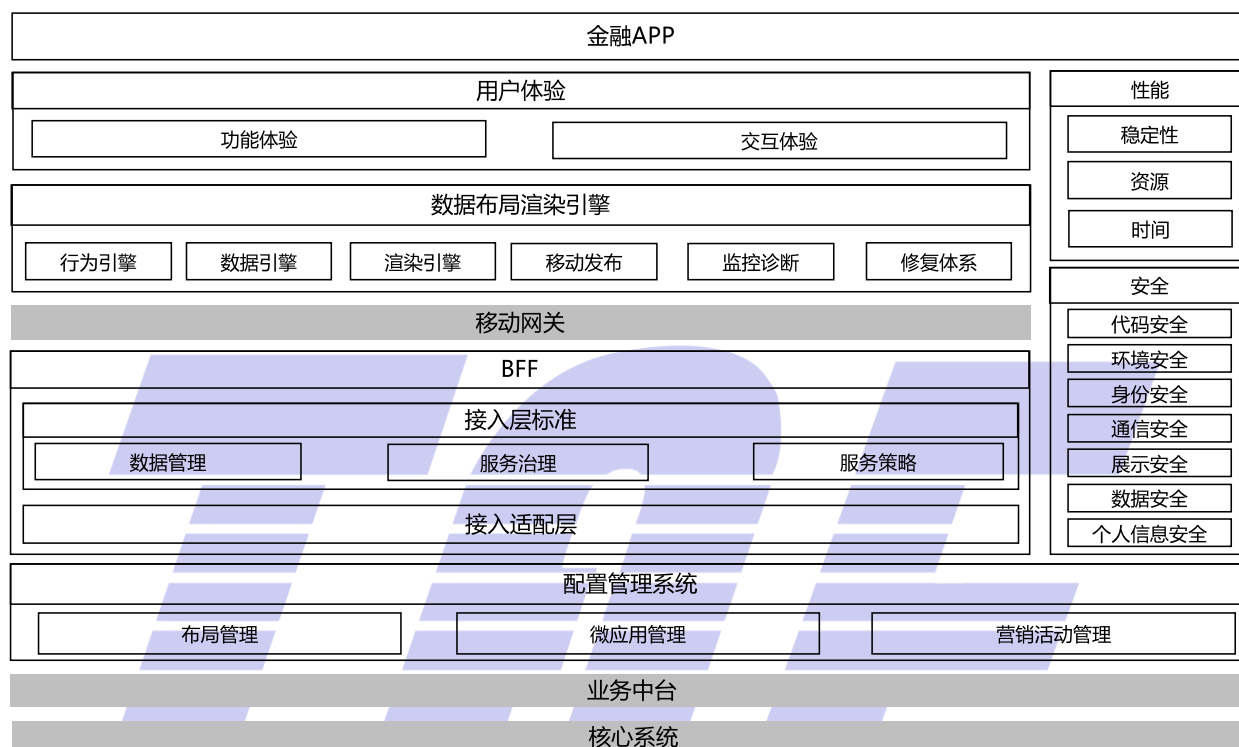 金融APP
用户体验
功能体验
交互体验
数据布局渲染引擎
行为引擎
数据引擎
渲染引擎
移动发布
监控诊断
修复体系
移动网关
BFF
接入层标准
数据管理
服务治理
服务策略
接入适配层
性能
稳定性
资源
时间
安全
代码安全
环境安全
身份安全
通信安全
展示安全
数据安全
个人信息安全
配置管理系统
布局管理
微应用管理
营销活动管理
业务中台
核心系统